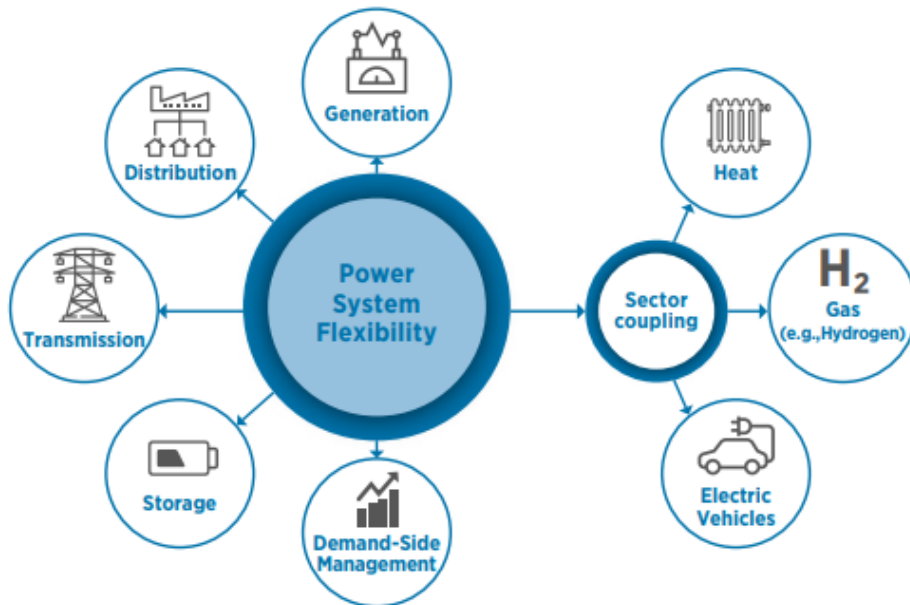 Generation
Distribution
Transmission
Storage
Demand-Side
Management
Power
System
Flexibility
Sector
coupling
Heat
H2
Gas
(e.g.,Hydrogen)
Electric
Vehicles